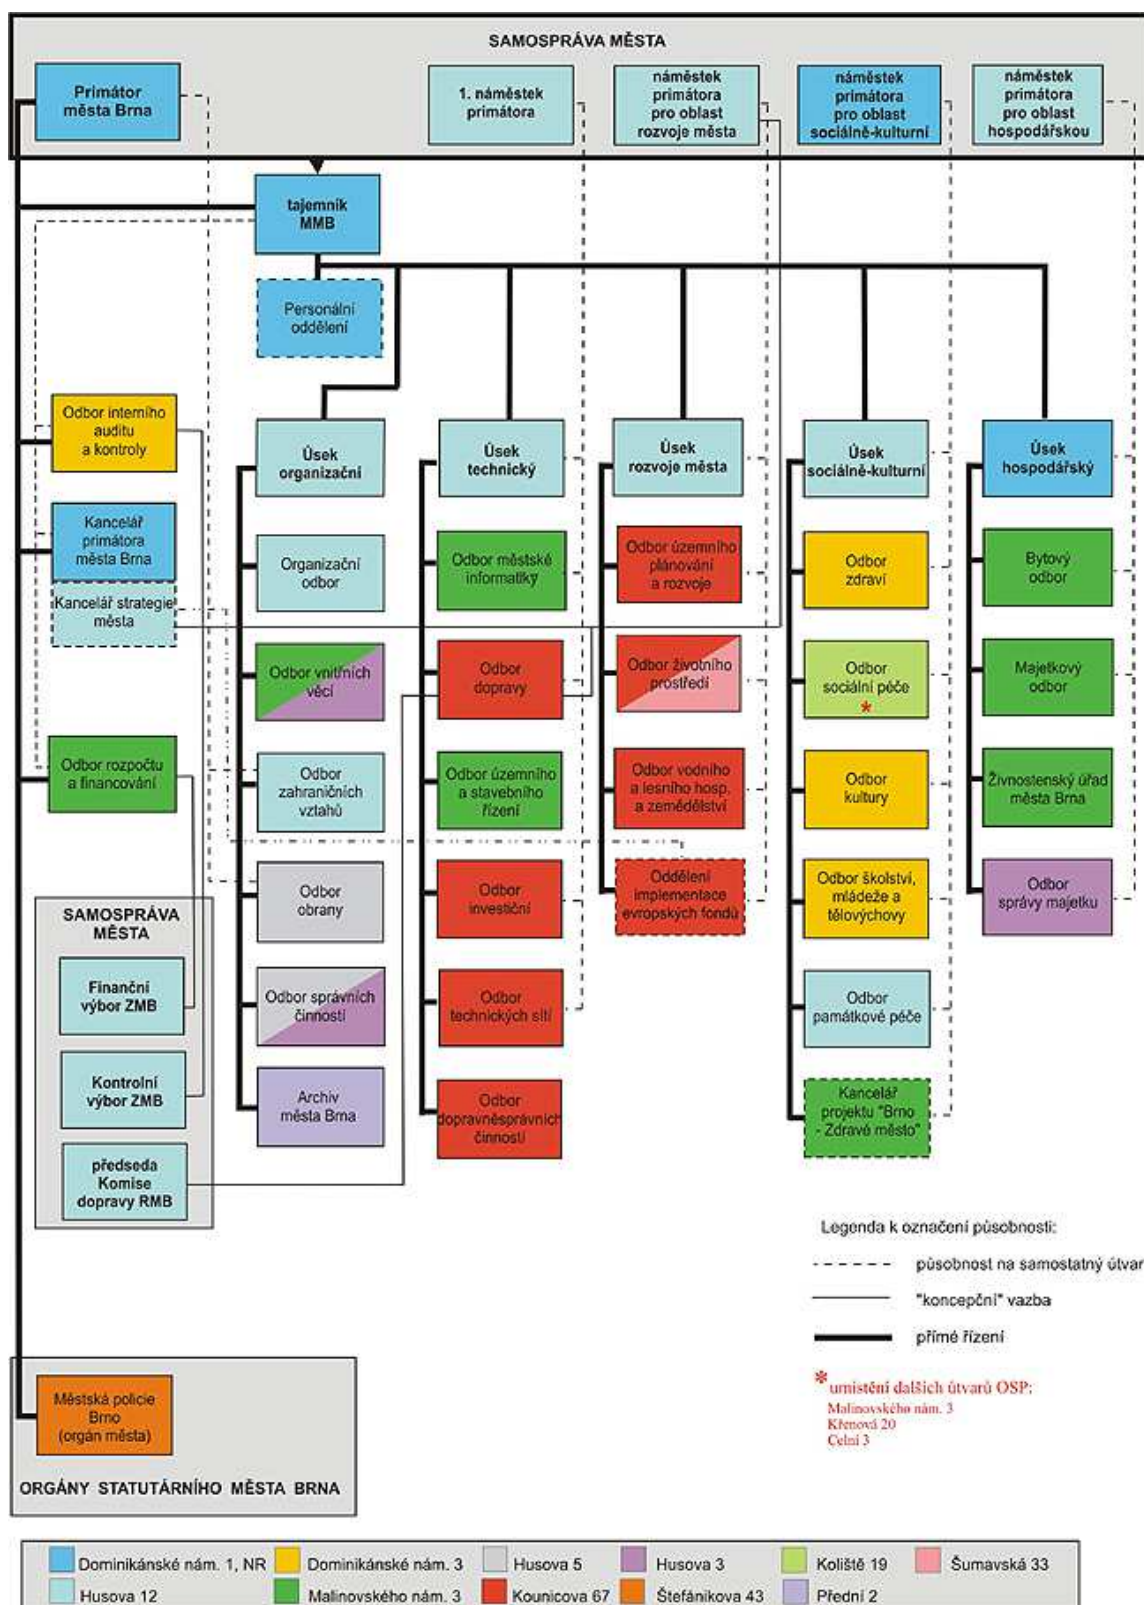 SAMOSPRÁVA MĚSTA
Primátor
města Brna
1. náměstek
primátora
náměstek
primátora
pro oblast
rozvoje města
náměstek
primátora
pro oblast
sociálně-kulturní
náměstek
primátora
pro oblast
hospodářskou
tajemník
MMB
Personální
oddělení
Odbor interního
auditu
a kontroly
Kancelář
primátora
města Brna
Kancelář strategie
města
Odbor rozpočtu
a financování
Úsek
organizační
Organizační
odbor
Odbor vnitřních
věcí
Odbor
zahraničních
vztahů
Odbor
obrany
Odbor správních
činností
Archiv
města Brna
Úsek
technický
Odbor městské
informatiky
Odbor
dopravy
Odbor územního
a stavebního
řízení
Odbor
investiční
Odbor
technických sítí
Odbor
dopravněsprávních
činností
Úsek
rozvoje města
Odbor územního
plánování
a rozvoje
Odbor životního
prostředí
Odbor vodního
a lesního hosp.
a zemědělství
Oddělení
implementace
evropských fondů
Úsek
sociálně-kulturní
Odbor
zdraví
Odbor
sociální péče
*
Odbor
kultury
Odbor školství,
mládeže a
tělovýchovy
Odbor
památkové péče
Kancelář
projektu "Brno
- Zdravé město"
Úsek
hospodářský
Bytový
odbor
Majetkový
odbor
Živnostenský úřad
města Brna
Odbor
správy majetku
SAMOSPRÁVA
MĚSTA
Finanční
výbor ZMB
Kontrolní
výbor ZMB
předseda
Komise
dopravy RMB
Legenda k označení působnosti:
působnost na samostatný útvar
"koncepční" vazba
přímé řízení
* umístění dalších útvarů OSP:
Malinovského nám. 3
Křenová 20
Celní 3
Městská policie
Brno
(orgán města)
ORGÁNY STATUTÁRNÍHO MĚSTA BRNA
Dominikánské nám. 1, NR
Dominikánské nám. 3
Husova 5
Husova 3
Koliště 19
Šumavská 33
Husova 12
Malinovského nám. 3
Kounicova 67
Štefánikova 43
Přední 2